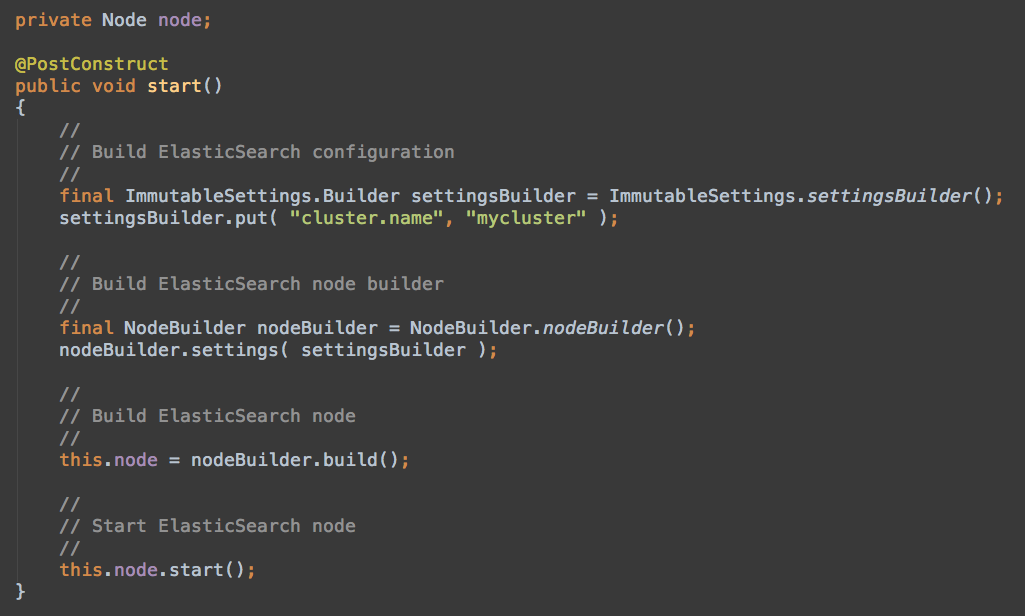 private Node node;
@PostConstruct
public void start()
{
//
// Build ElasticSearch configuration
//
final ImmutableSettings.Builder settingsBuilder = ImmutableSettings.settingsBuilder();
settingsBuilder.put( "cluster.name", "mycluster" );
//
// Build ElasticSearch node builder
//
final NodeBuilder nodeBuilder = NodeBuilder.nodeBuilder();
nodeBuilder.settings( settingsBuilder );
//
// Build ElasticSearch node
//
this.node = nodeBuilder.build();
//
// Start ElasticSearch node
//
this.node.start();
}